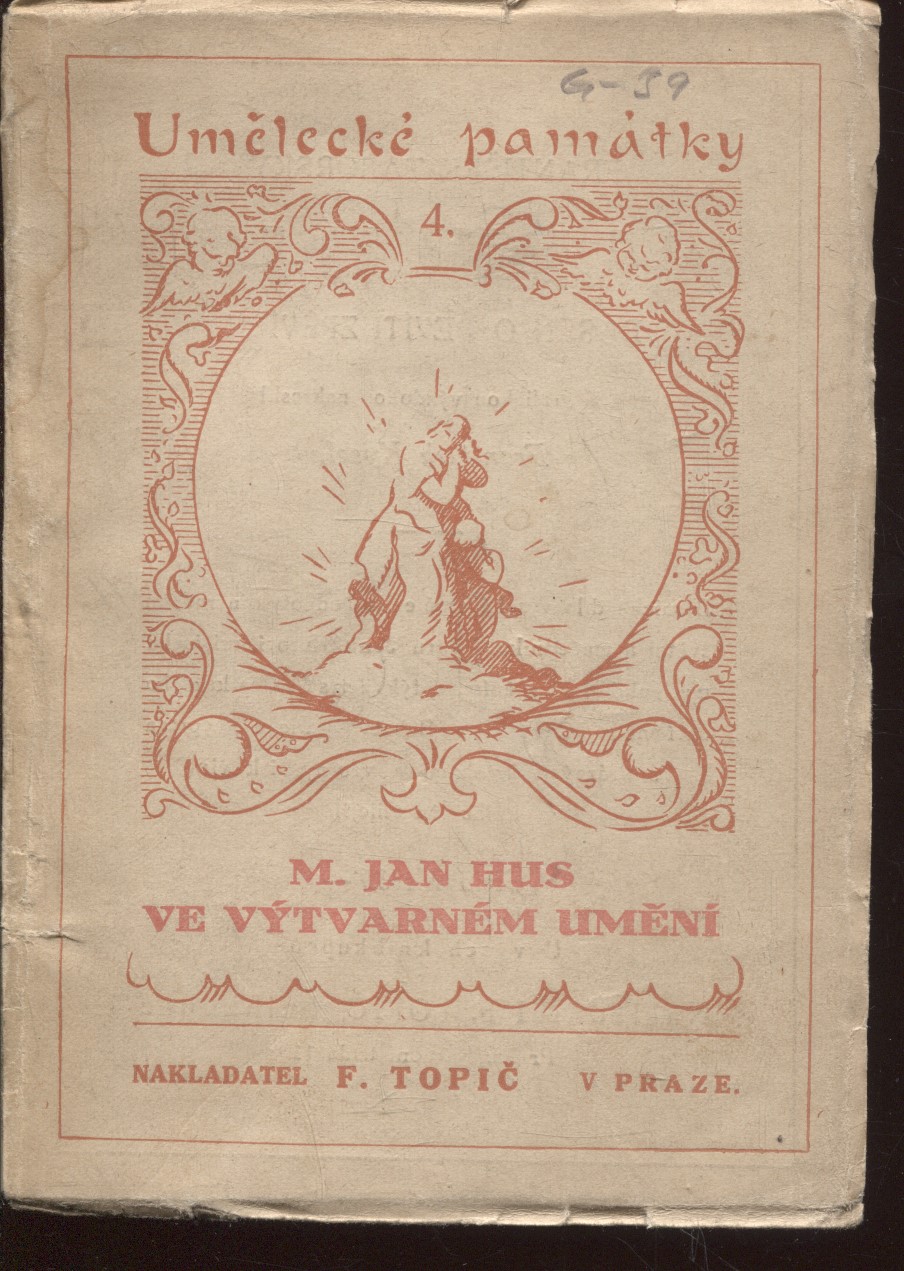 G-59
Umělecké památky
4.
M. JAN HUS
VE VÝTVARNÉM UMĚNÍ
NAKLADATEL F. TOPIČ V PRAZE.